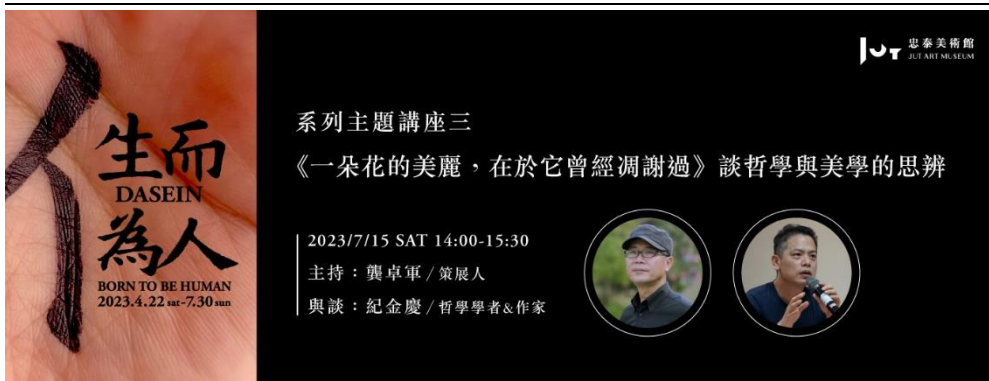 生而
DASEIN
為人
BORN TO BE HUMAN
2023.4.22 sat-7.30 sun
JUT 忠泰美術館
JUT ART MUSEUM
系列主題講座三
《一朵花的美麗,在於它曾經凋謝過》談哲學與美學的思辨
2023/7/15 SAT 14:00-15:30
主持:龔卓軍/策展人
與談:紀金慶/哲學學者&作家